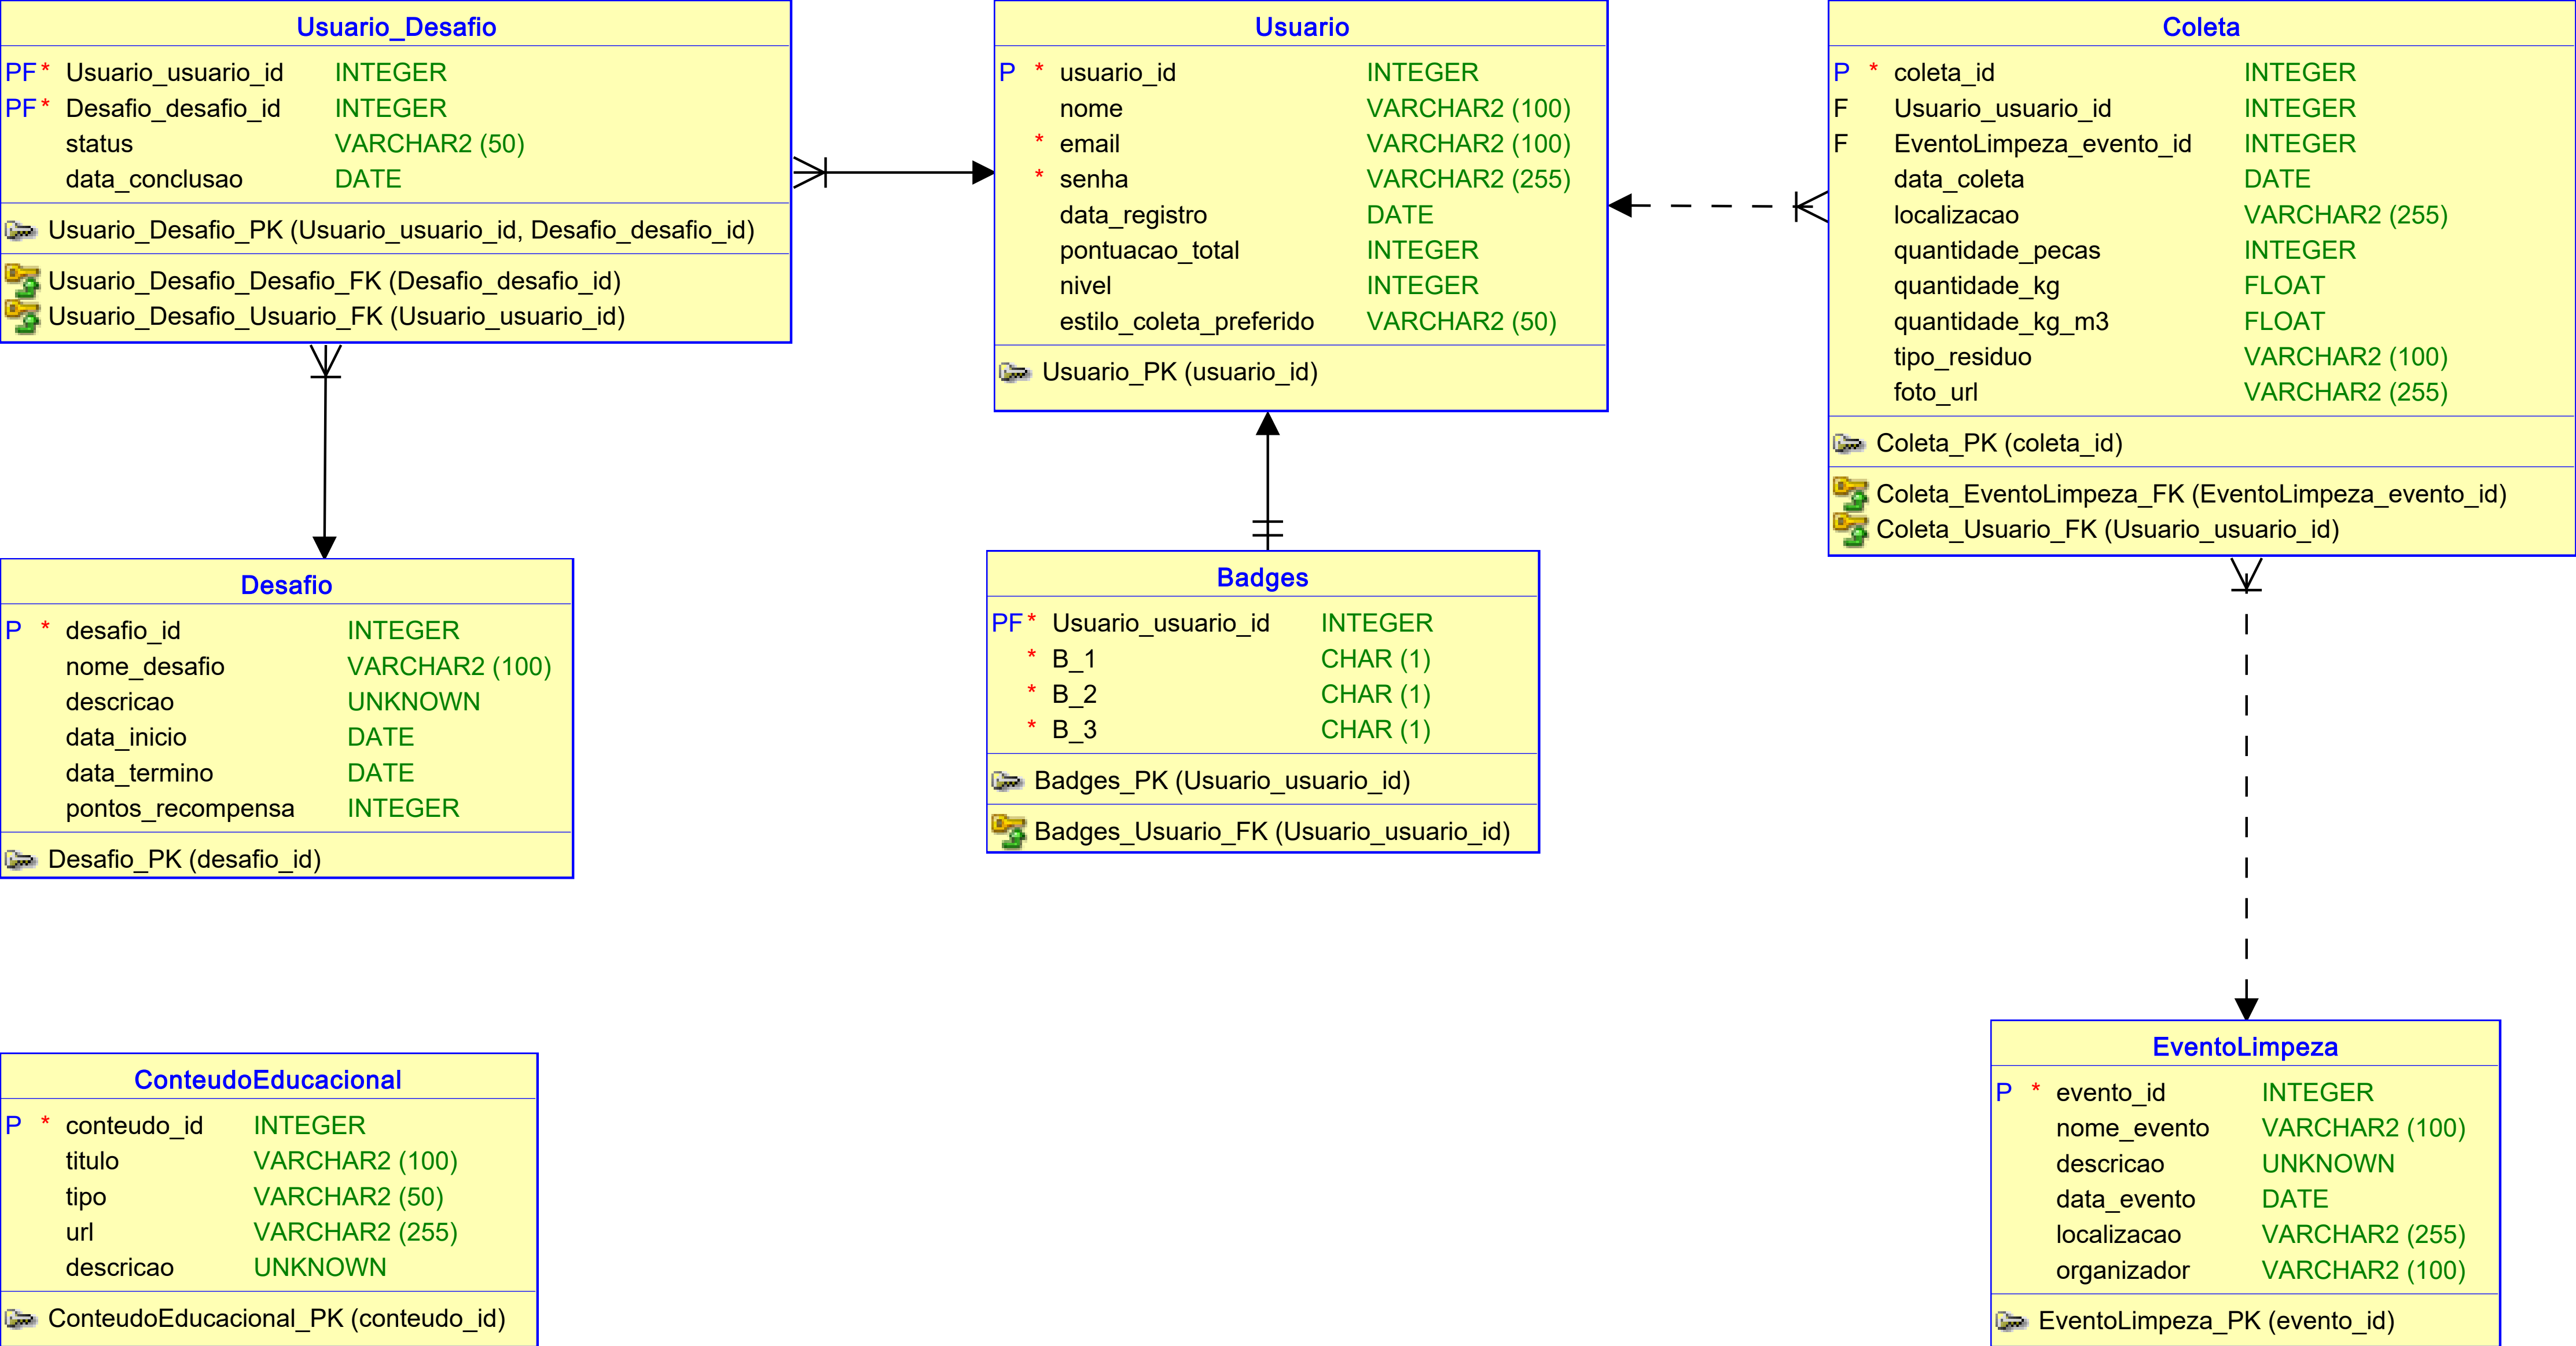 Usuario_Desafio
PF * Usuario_usuario_id INTEGER
PF * Desafio_desafio_id INTEGER
status VARCHAR2 (50)
data_conclusao DATE
Usuario_Desafio_PK (Usuario_usuario_id, Desafio_desafio_id)
Usuario_Desafio_Desafio_FK (Desafio_desafio_id)
Usuario_Desafio_Usuario_FK (Usuario_usuario_id)
Usuario
P * usuario_id INTEGER
nome VARCHAR2 (100)
* email VARCHAR2 (100)
* senha VARCHAR2 (255)
data_registro DATE
pontuacao_total INTEGER
nivel INTEGER
estilo_coleta_preferido VARCHAR2 (50)
Usuario_PK (usuario_id)
Coleta
P * coleta_id INTEGER
F Usuario_usuario_id INTEGER
F EventoLimpeza_evento_id INTEGER
data_coleta DATE
localizacao VARCHAR2 (255)
quantidade_pecas INTEGER
quantidade_kg FLOAT
quantidade_kg_m3 FLOAT
tipo_residuo VARCHAR2 (100)
foto_url VARCHAR2 (255)
Coleta_PK (coleta_id)
Coleta_EventoLimpeza_FK (EventoLimpeza_evento_id)
Coleta_Usuario_FK (Usuario_usuario_id)
Desafio
P * desafio_id INTEGER
nome_desafio VARCHAR2 (100)
descricao UNKNOWN
data_inicio DATE
data_termino DATE
pontos_recompensa INTEGER
Desafio_PK (desafio_id)
Badges
PF * Usuario_usuario_id INTEGER
* B_1 CHAR (1)
* B_2 CHAR (1)
* B_3 CHAR (1)
Badges_PK (Usuario_usuario_id)
Badges_Usuario_FK (Usuario_usuario_id)
ConteudoEducacional
P * conteudo_id INTEGER
titulo VARCHAR2 (100)
tipo VARCHAR2 (50)
url VARCHAR2 (255)
descricao UNKNOWN
ConteudoEducacional_PK (conteudo_id)
EventoLimpeza
P * evento_id INTEGER
nome_evento VARCHAR2 (100)
descricao UNKNOWN
data_evento DATE
localizacao VARCHAR2 (255)
organizador VARCHAR2 (100)
EventoLimpeza_PK (evento_id)